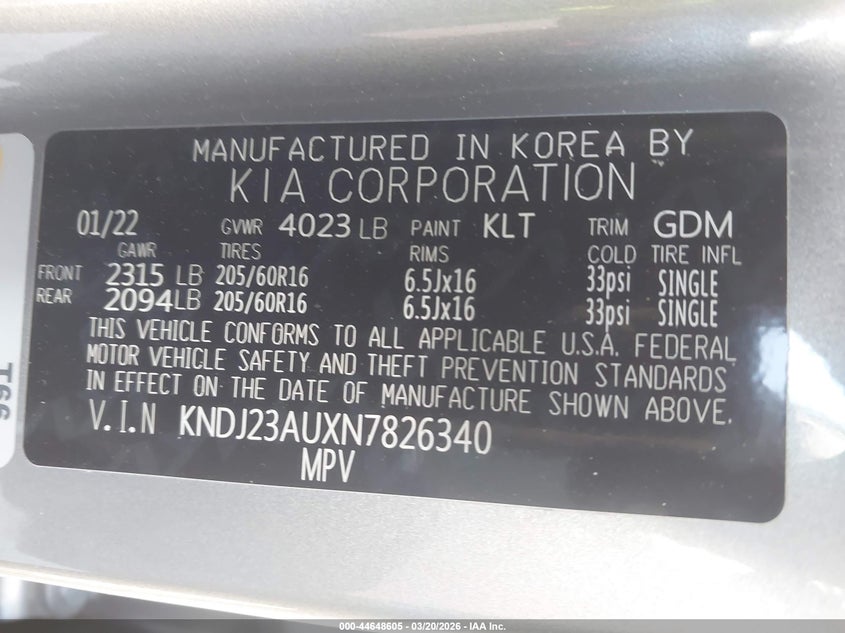 MANUFACTURED IN KOREA BY
KIA CORPORATION
01/22 GVWR 4023 LB PAINT KLT TRIM GDM
GAWR TIRES RIMS COLD TIRE INFL
FRONT 2315 LB 205/60R16 6.5Jx16 33psi SINGLE
REAR 2094LB 205/60R16 6.5Jx16 33psi SINGLE
THIS VEHICLE CONFORMS TO ALL APPLICABLE U.S.A. FEDERAL
MOTOR VEHICLE SAFETY AND THEFT PREVENTION STANDARDS
IN EFFECT ON THE DATE OF MANUFACTURE SHOWN ABOVE.
V.I.N KNDJ23AUXN7826340
MPV
T66
000-44648605 - 03/20/2026 - IAA Inc.